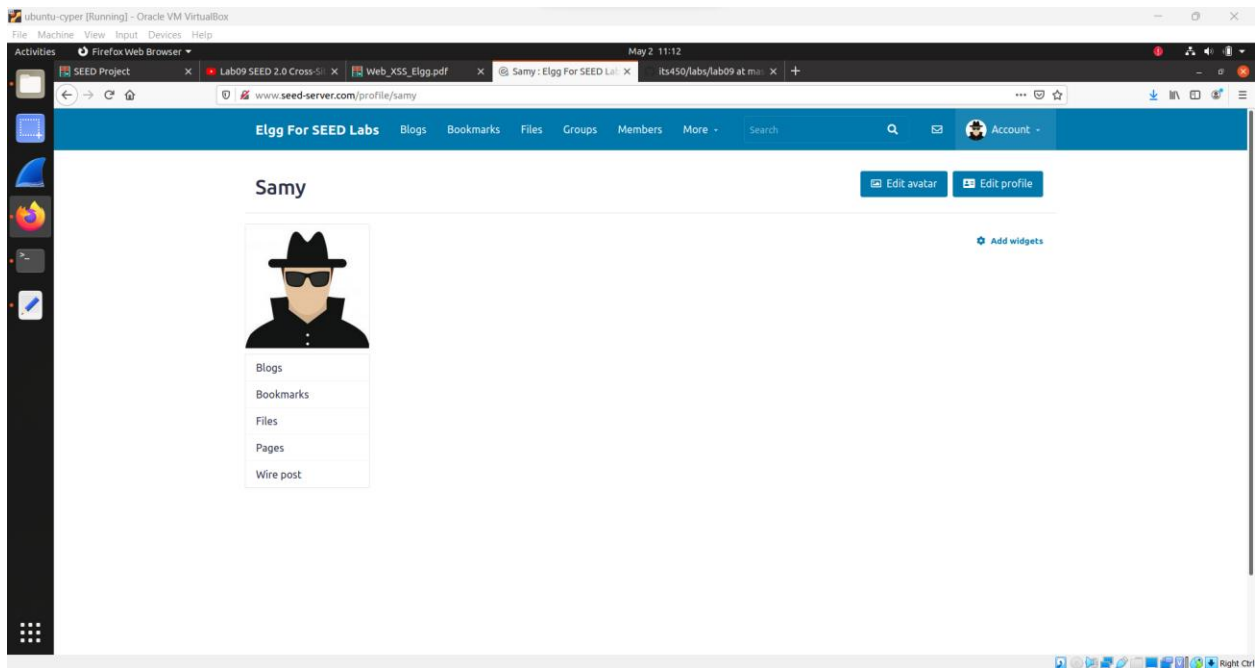 ubuntu-cyper [Running] - Oracle VM VirtualBox
File Machine View Input Devices Help
Activities Firefox Web Browser May 2 11:12
SEED Project Lab09 SEED 2.0 Cross-Si Web_XSS_Elgg.pdf Samy : Elgg For SEED Lab its450/labs/lab09 at mas
www.seed-server.com/profile/samy
Elgg For SEED Labs Blogs Bookmarks Files Groups Members More Search Account
Samy Edit avatar Edit profile
Add widgets
Blogs
Bookmarks
Files
Pages
Wire post
Right Ctrl